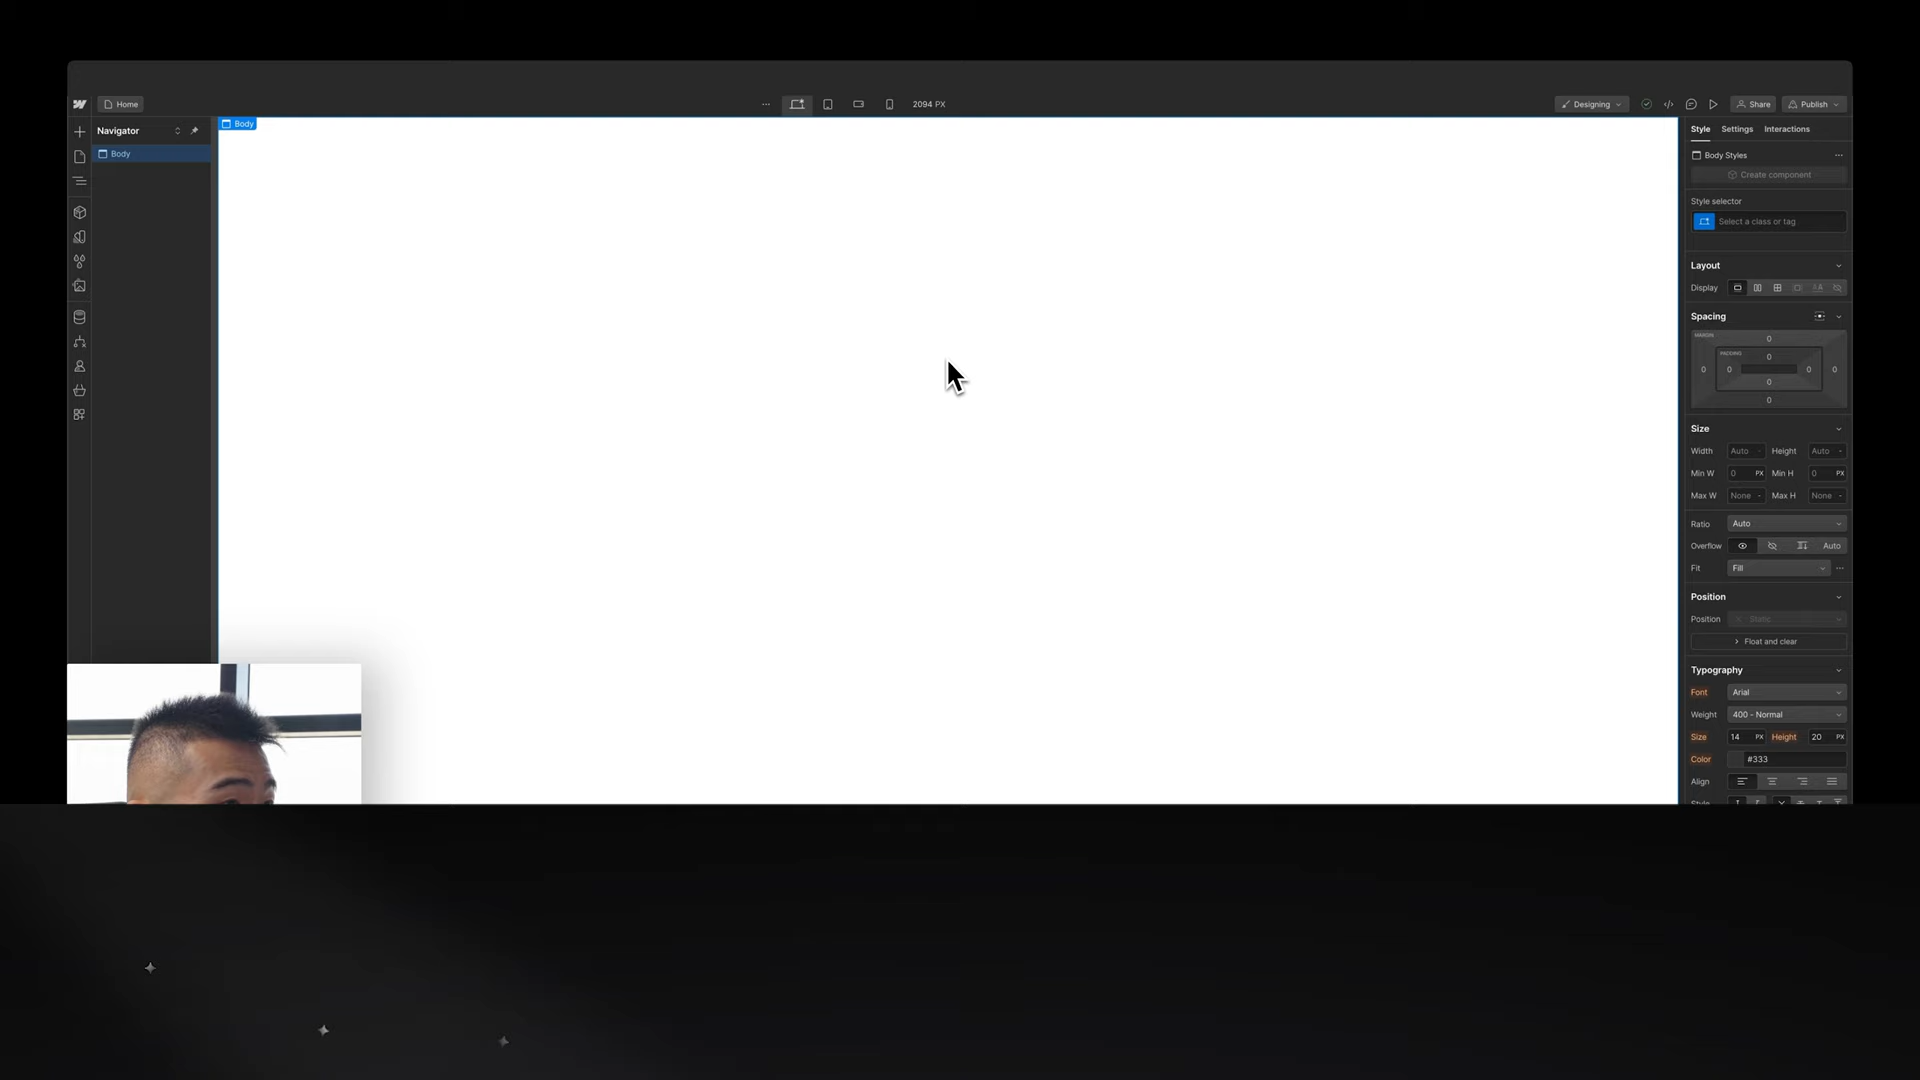 Home
2094 PX
Designing
Share
Publish
Navigator
Body
Body
Style
Settings
Interactions
Body Styles
Create component
Style selector
Select a class or tag
Layout
Display
Spacing
MARGIN
0
PADDING
0
0 0 0 0
0
0
Size
Width Auto - Height Auto -
Min W 0 PX Min H 0 PX
Max W None - Max H None -
Ratio Auto
Overflow Auto
Fit Fill
Position
Position Static
Float and clear
Typography
Font Arial
Weight 400 - Normal
Size 14 PX Height 20 PX
Color #333
Align